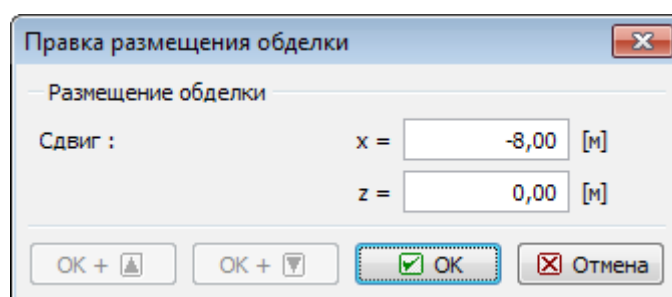 Правка размещения обделки
Размещение обделки
Сдвиг : x = -8,00 [м]
z = 0,00 [м]
OK + OK + OK Отмена